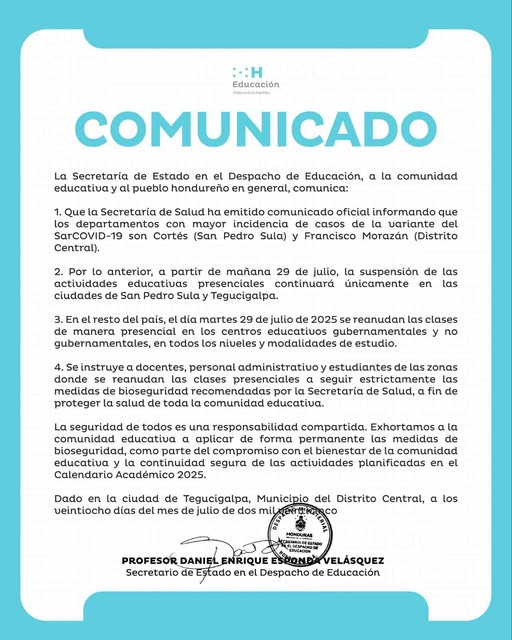 H
Educación
COMUNICADO
La Secretaría de Estado en el Despacho de Educación, a la comunidad
educativa y al pueblo hondureño en general, comunica:
1. Que la Secretaría de Salud ha emitido comunicado oficial informando que
los departamentos con mayor incidencia de casos de la variante del
SarCOVID-19 son Cortés (San Pedro Sula) y Francisco Morazán (Distrito
Central).
2. Por lo anterior, a partir de mañana 29 de julio, la suspensión de las
actividades educativas presenciales continuará únicamente en las
ciudades de San Pedro Sula y Tegucigalpa.
3. En el resto del país, el día martes 29 de julio de 2025 se reanudan las clases
de manera presencial en los centros educativos gubernamentales y no
gubernamentales, en todos los niveles y modalidades de estudio.
4. Se instruye a docentes, personal administrativo y estudiantes de las zonas
donde se reanudan las clases presenciales a seguir estrictamente las
medidas de bioseguridad recomendadas por la Secretaría de Salud, a fin de
proteger la salud de toda la comunidad educativa.
La seguridad de todos es una responsabilidad compartida. Exhortamos a la
comunidad educativa a aplicar de forma permanente las medidas de
bioseguridad, como parte del compromiso con el bienestar de la comunidad
educativa y la continuidad segura de las actividades planificadas en el
Calendario Académico 2025.
Dado en la ciudad de Tegucigalpa, Municipio del Distrito Central, a los
veintiocho días del mes de julio de dos mil veinticinco
HONDURAS
SECRETARÍA DE ESTADO
EN EL DESPACHO DE
EDUCACIÓN
PROFESOR DANIEL ENRIQUE ESPONDA VELÁSQUEZ
Secretario de Estado en el Despacho de Educación